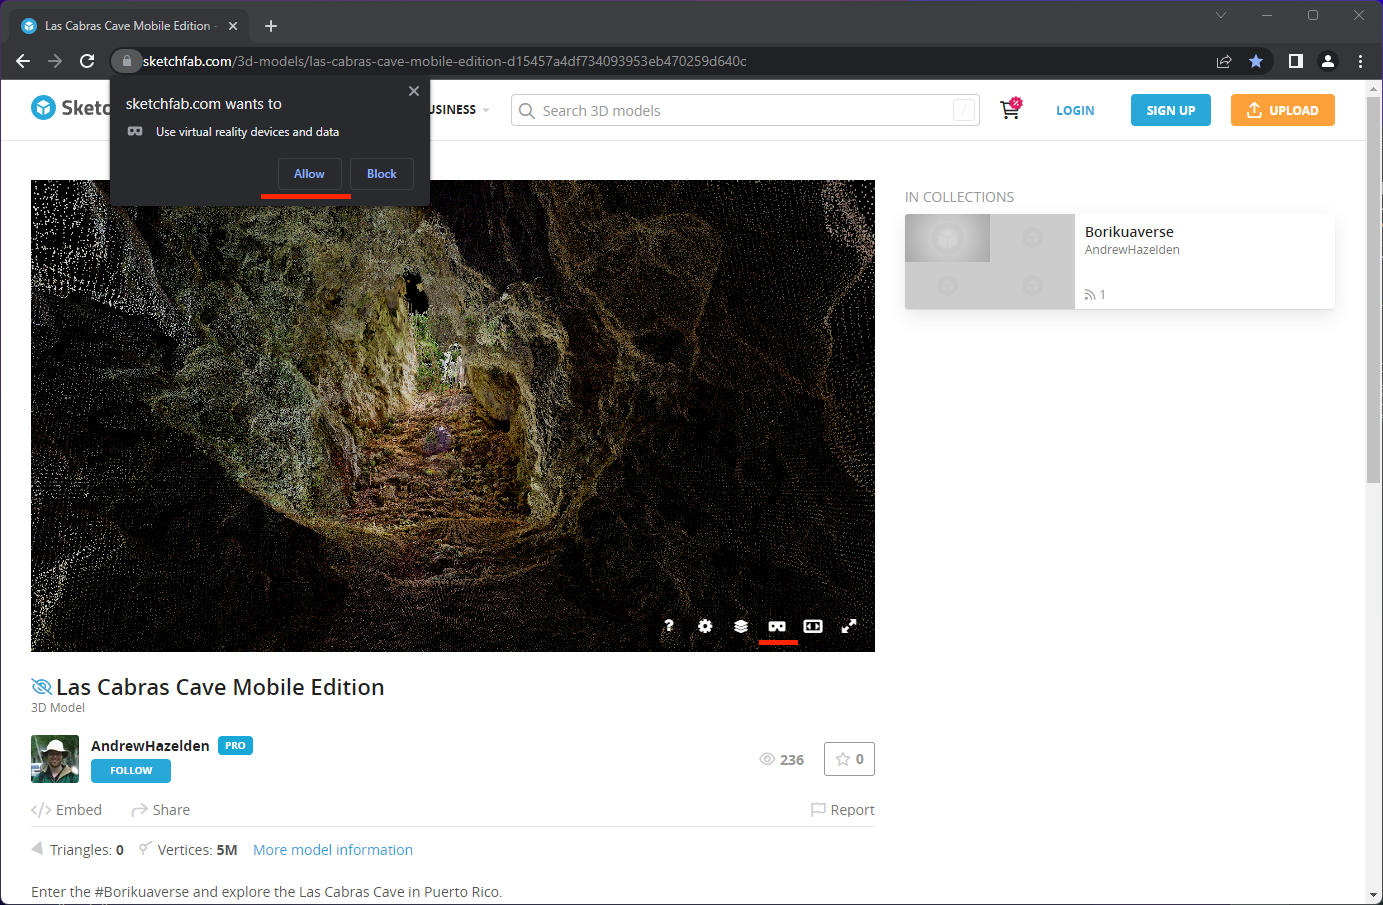 Las Cabras Cave Mobile Edition -
sketchfab.com/3d-models/las-cabras-cave-mobile-edition-d15457a4df734093953eb470259d640c
sketchfab.com wants to
Use virtual reality devices and data
Allow
Block
Sketc
USINESS
Search 3D models
/
LOGIN
SIGN UP
UPLOAD
IN COLLECTIONS
Borikuaverse
AndrewHazelden
1
?
Las Cabras Cave Mobile Edition
3D Model
AndrewHazelden PRO
FOLLOW
236
0
Embed
Share
Report
Triangles: 0 Vertices: 5M More model information
Enter the #Borikuaverse and explore the Las Cabras Cave in Puerto Rico.